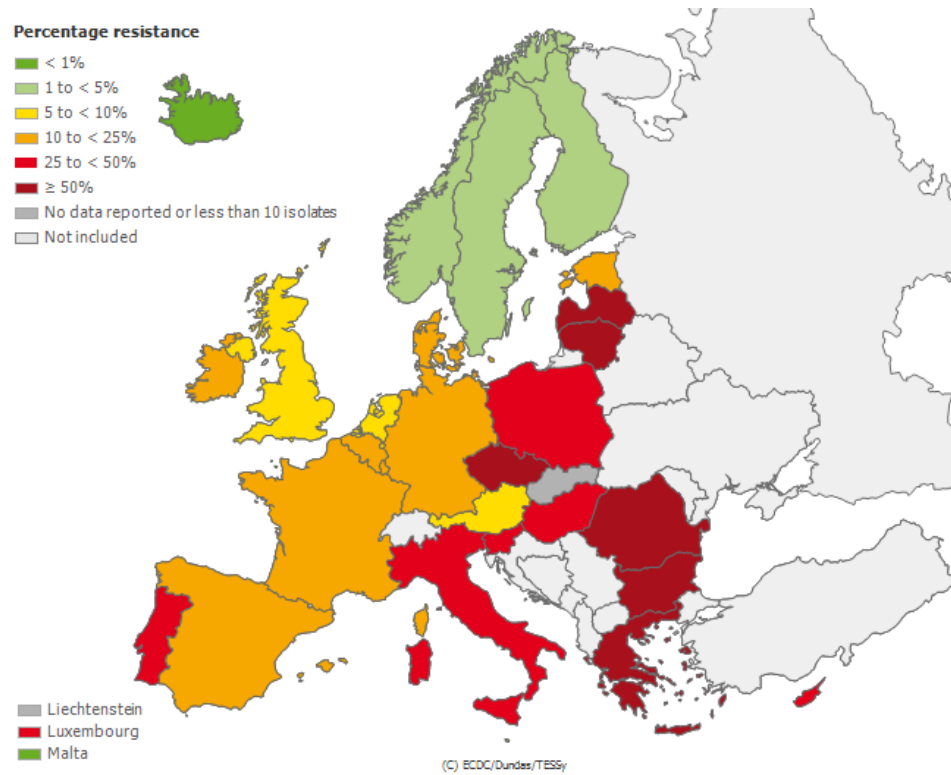 Percentage resistance
< 1%
1 to < 5%
5 to < 10%
10 to < 25%
25 to < 50%
≥ 50%
No data reported or less than 10 isolates
Not included
Liechtenstein
Luxembourg
Malta
(C) ECDC/Dundas/TESSy